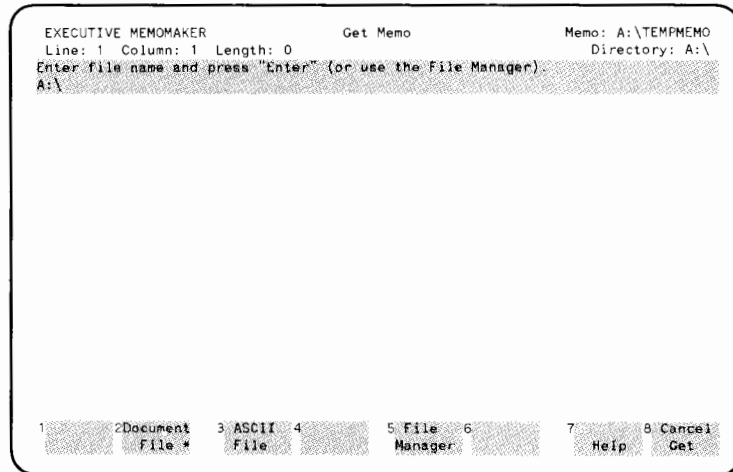 EXECUTIVE MEMOMAKER Get Memo Memo: A:\TEMPMEMO
Line: 1 Column: 1 Length: 0 Directory: A:\
Enter file name and press "Enter" (or use the File Manager).
A:\
1 2 Document 3 ASCII 4 5 File 6 7 8 Cancel
File * File Manager Help Get